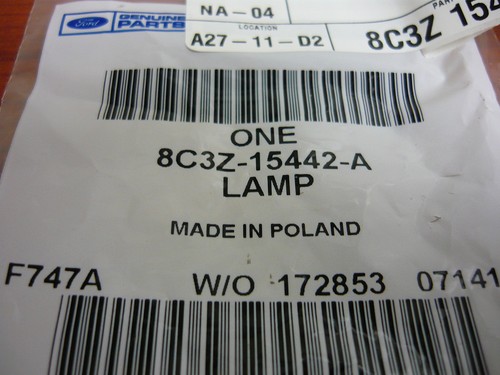 Ford GENUINE PARTS
NA-04
LOCATION
A27-11-D2
8C3Z 154
ONE
8C3Z-15442-A
LAMP
MADE IN POLAND
F747A W/O 172853 07141